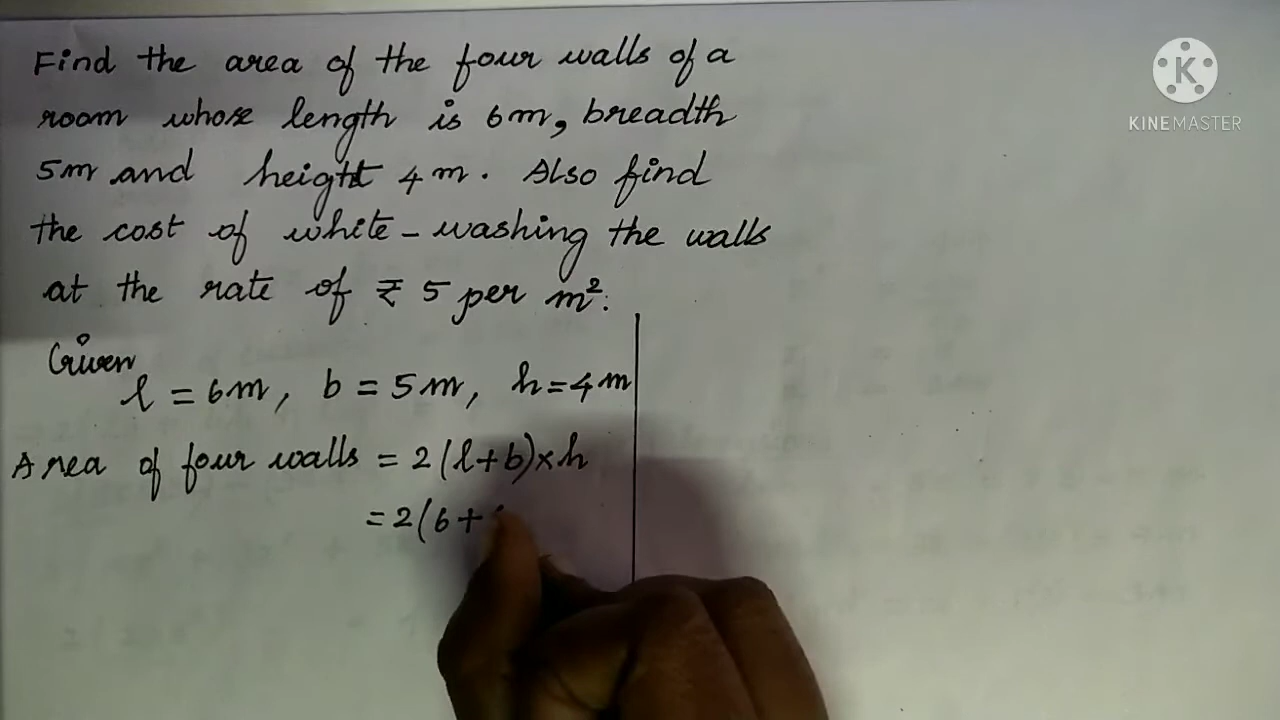 Find the area of the four walls of a
room whose length is 6m, breadth
5m and height 4m. Also find
the cost of white-washing the walls
at the rate of ₹ 5 per m².
Given
l = 6m, b = 5m, h=4m
Area of four walls = 2(l+b)×h
= 2(6+
K
KINEMASTER